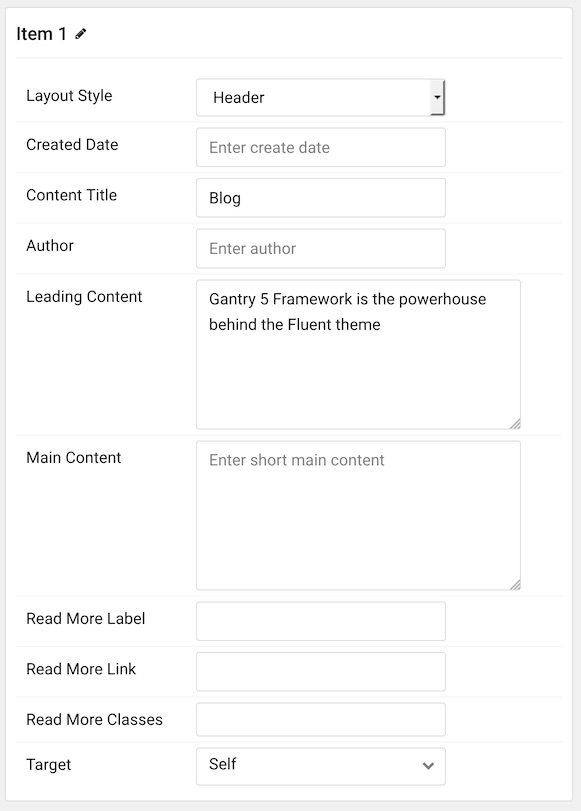 Item 1
Layout Style
Header
Created Date
Enter create date
Content Title
Blog
Author
Enter author
Leading Content
Gantry 5 Framework is the powerhouse
behind the Fluent theme
Main Content
Enter short main content
Read More Label
Read More Link
Read More Classes
Target
Self